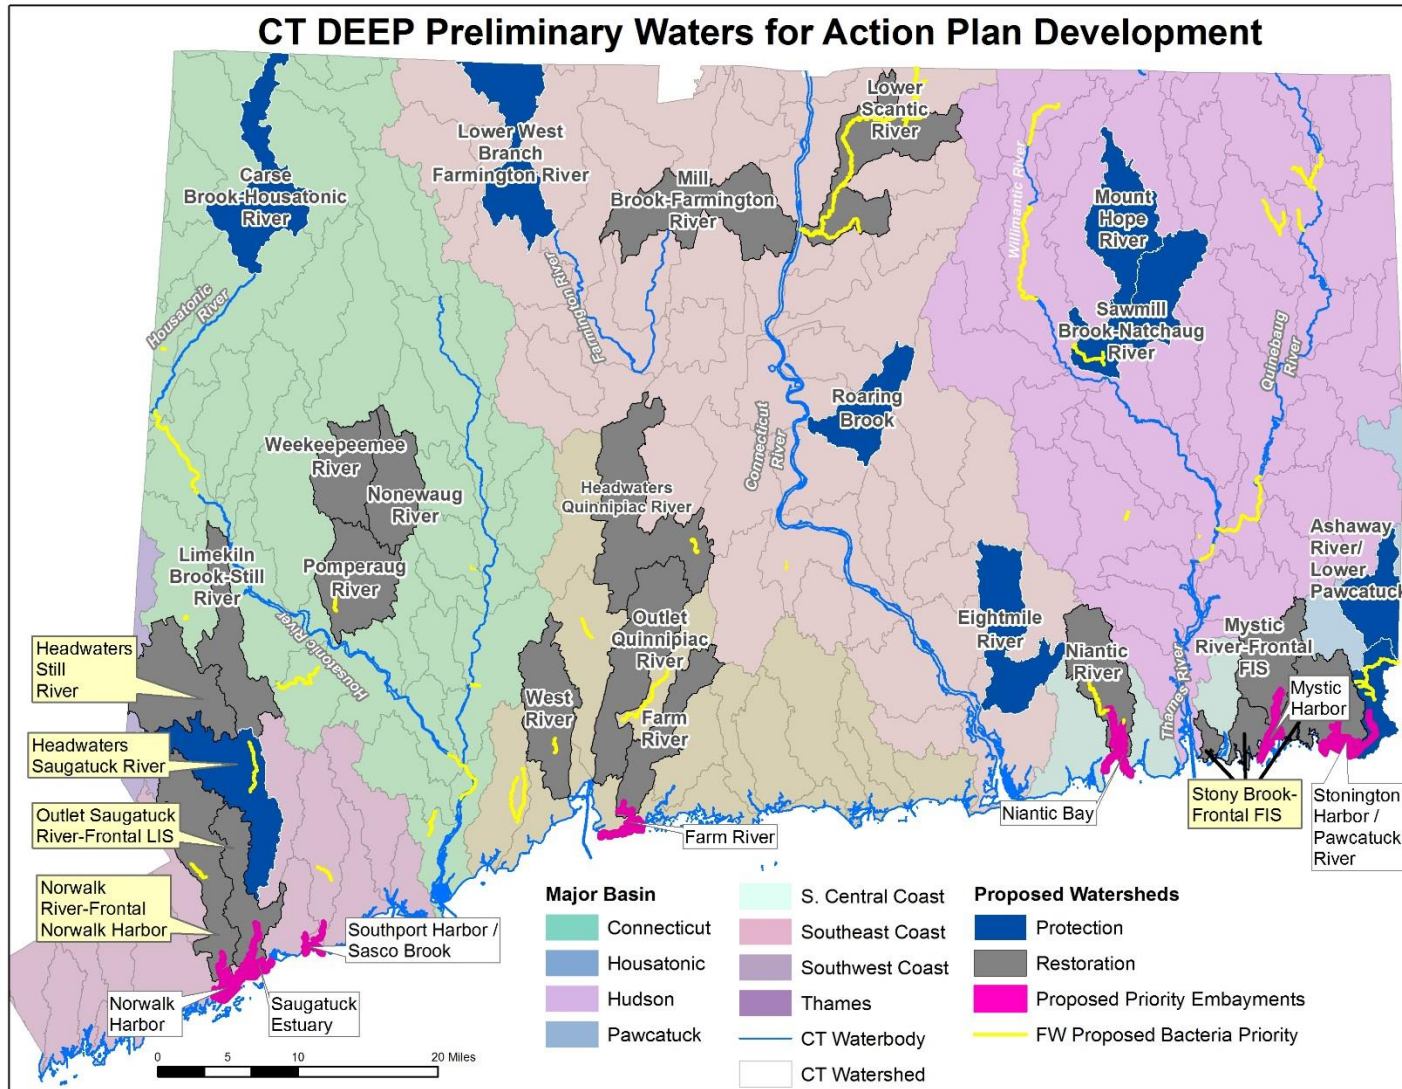 CT DEEP Preliminary Waters for Action Plan Development
Carse
Brook-Housatonic
River
Lower West
Branch
Farmington River
Mill
Brook-Farmington
River
Lower
Scantic
River
Willimantic River
Mount
Hope
River
Sawmill
Brook-Natchaug
River
Quinebaug
River
Housatonic
River
Farmington River
Connecticut
River
Roaring
Brook
Weekeepeemee
River
Nonewaug
River
Headwaters
Quinnipiac River
Limekiln
Brook-Still
River
Pomperaug
River
Housatonic River
Ashaway
River/
Lower
Pawcatuck
Eightmile
River
Outlet
Quinnipiac
River
Niantic
River
Mystic
River-Frontal
FIS
Thames River
West
River
Farm
River
Headwaters
Still
River
Headwaters
Saugatuck River
Outlet Saugatuck
River-Frontal LIS
Norwalk
River-Frontal
Norwalk Harbor
Mystic
Harbor
Niantic Bay
Stony Brook-
Frontal FIS
Stonington
Harbor /
Pawcatuck
River
Farm River
Southport Harbor /
Sasco Brook
Norwalk
Harbor
Saugatuck
Estuary
Major Basin
Connecticut
Housatonic
Hudson
Pawcatuck
S. Central Coast
Southeast Coast
Southwest Coast
Thames
CT Waterbody
CT Watershed
Proposed Watersheds
Protection
Restoration
Proposed Priority Embayments
FW Proposed Bacteria Priority
0 5 10 20 Miles